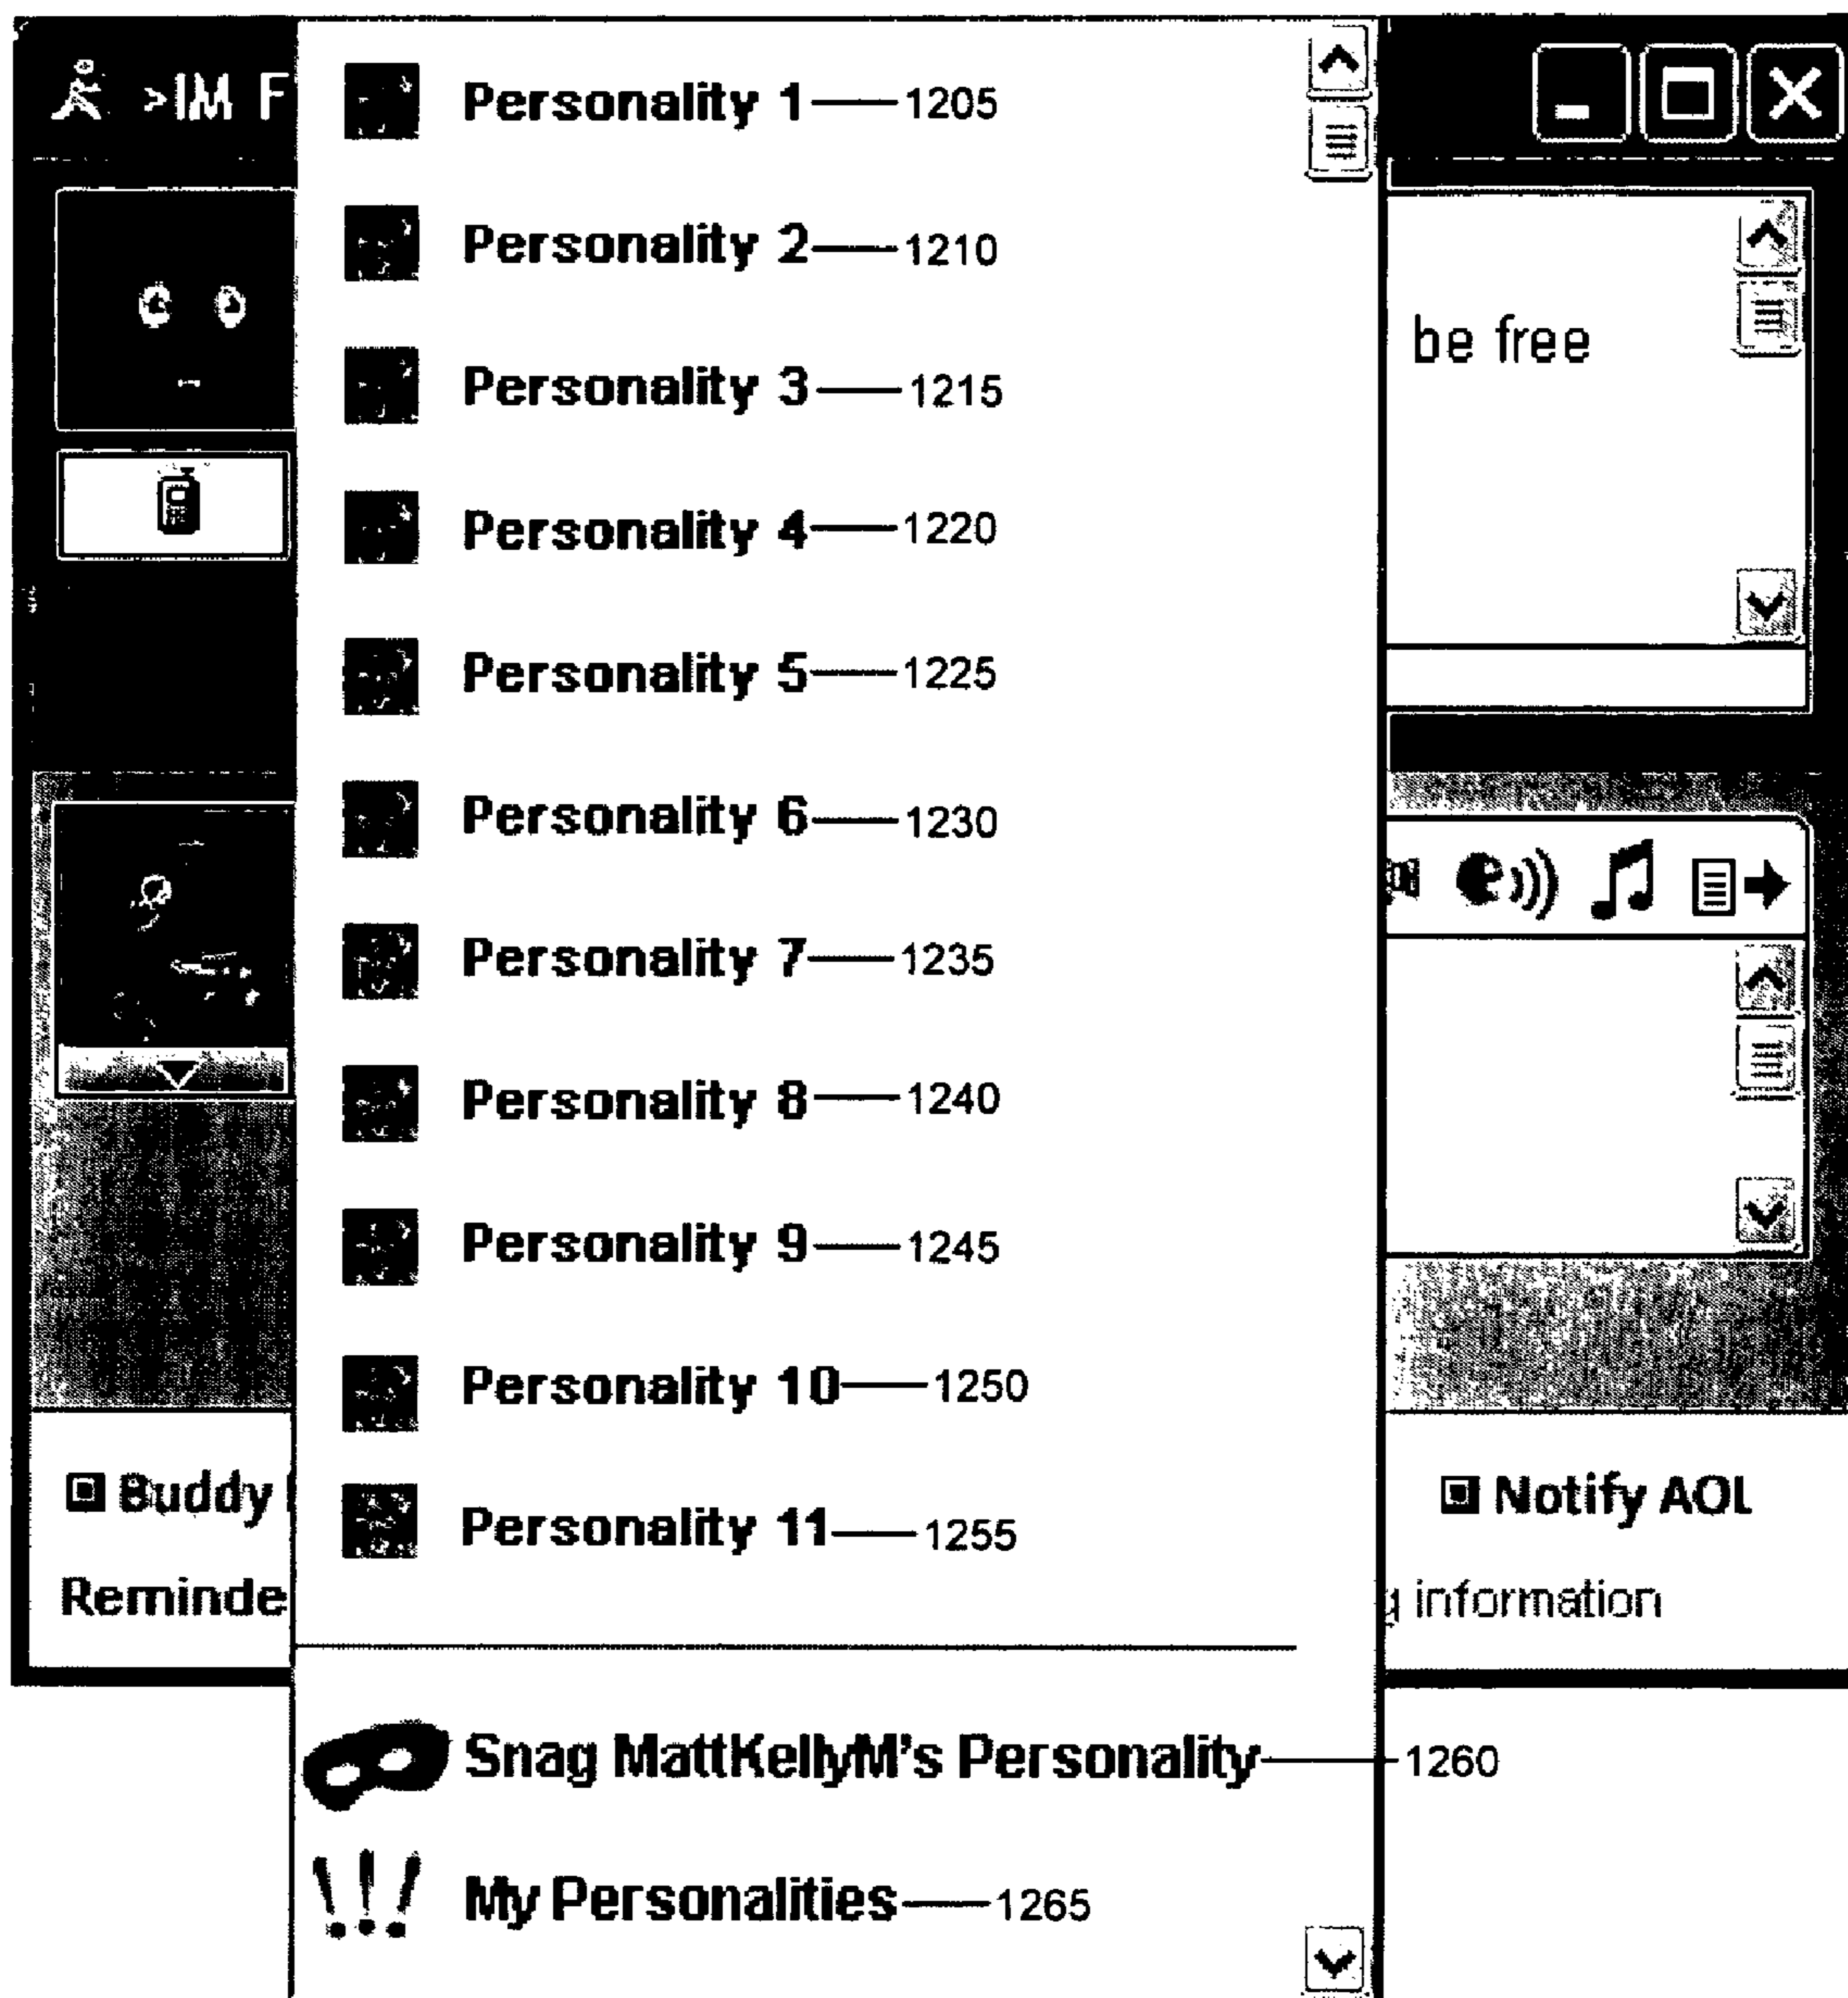 >IM F
Personality 1 1205
Personality 2 1210
Personality 3 1215
be free
Personality 4 1220
Personality 5 1225
Personality 6 1230
Personality 7 1235
Personality 8 1240
Personality 9 1245
Personality 10 1250
Buddy
Notify AOL
Personality 11 1255
Reminde
g information
Snag MattKellyM's Personality 1260
My Personalities 1265